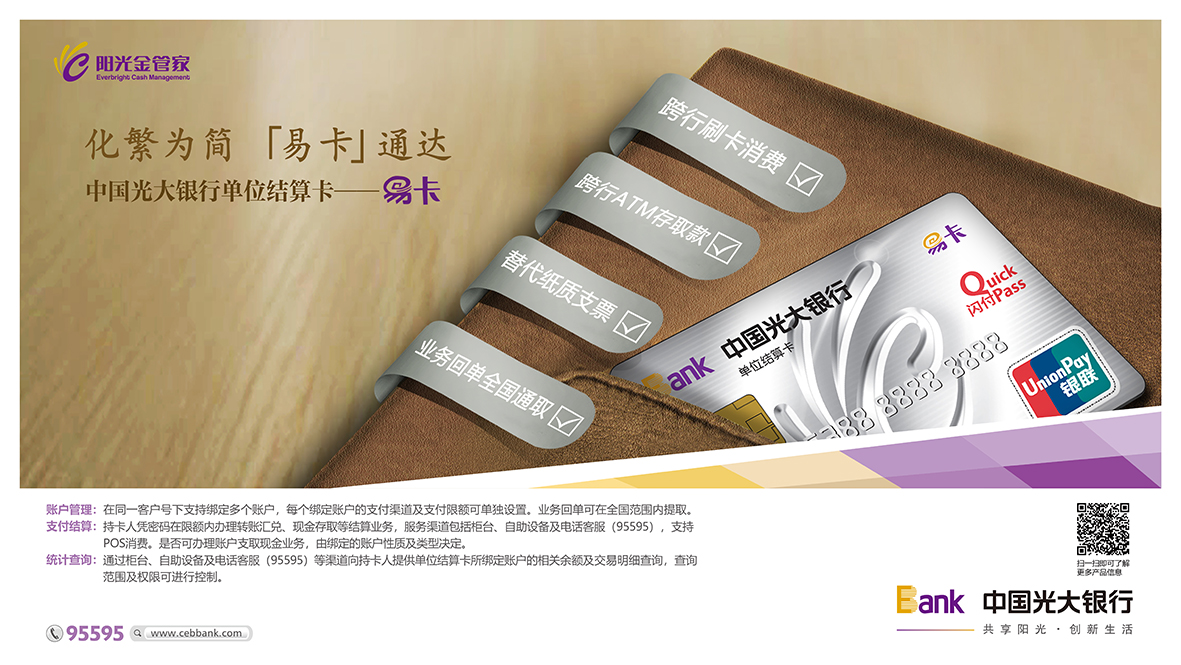 阳光金管家
Everbright Cash Management
化繁为简 「易卡」通达
中国光大银行单位结算卡——易卡
跨行刷卡消费
跨行ATM存取款
替代纸质支票
业务回单全国通取
易卡
Quick
闪付Pass
Bank 中国光大银行
单位结算卡
8888 8888 8888
UnionPay
银联
账户管理：在同一客户号下支持绑定多个账户，每个绑定账户的支付渠道及支付限额可单独设置。业务回单可在全国范围内提取。
支付结算：持卡人凭密码在限额内办理转账汇兑、现金存取等结算业务，服务渠道包括柜台、自助设备及电话客服（95595），支持
POS消费。是否可办理账户支取现金业务，由绑定的账户性质及类型决定。
统计查询：通过柜台、自助设备及电话客服（95595）等渠道向持卡人提供单位结算卡所绑定账户的相关余额及交易明细查询，查询
范围及权限可进行控制。
扫一扫即可了解
更多产品信息
95595 www.cebbank.com
Bank 中国光大银行
共享阳光·创新生活